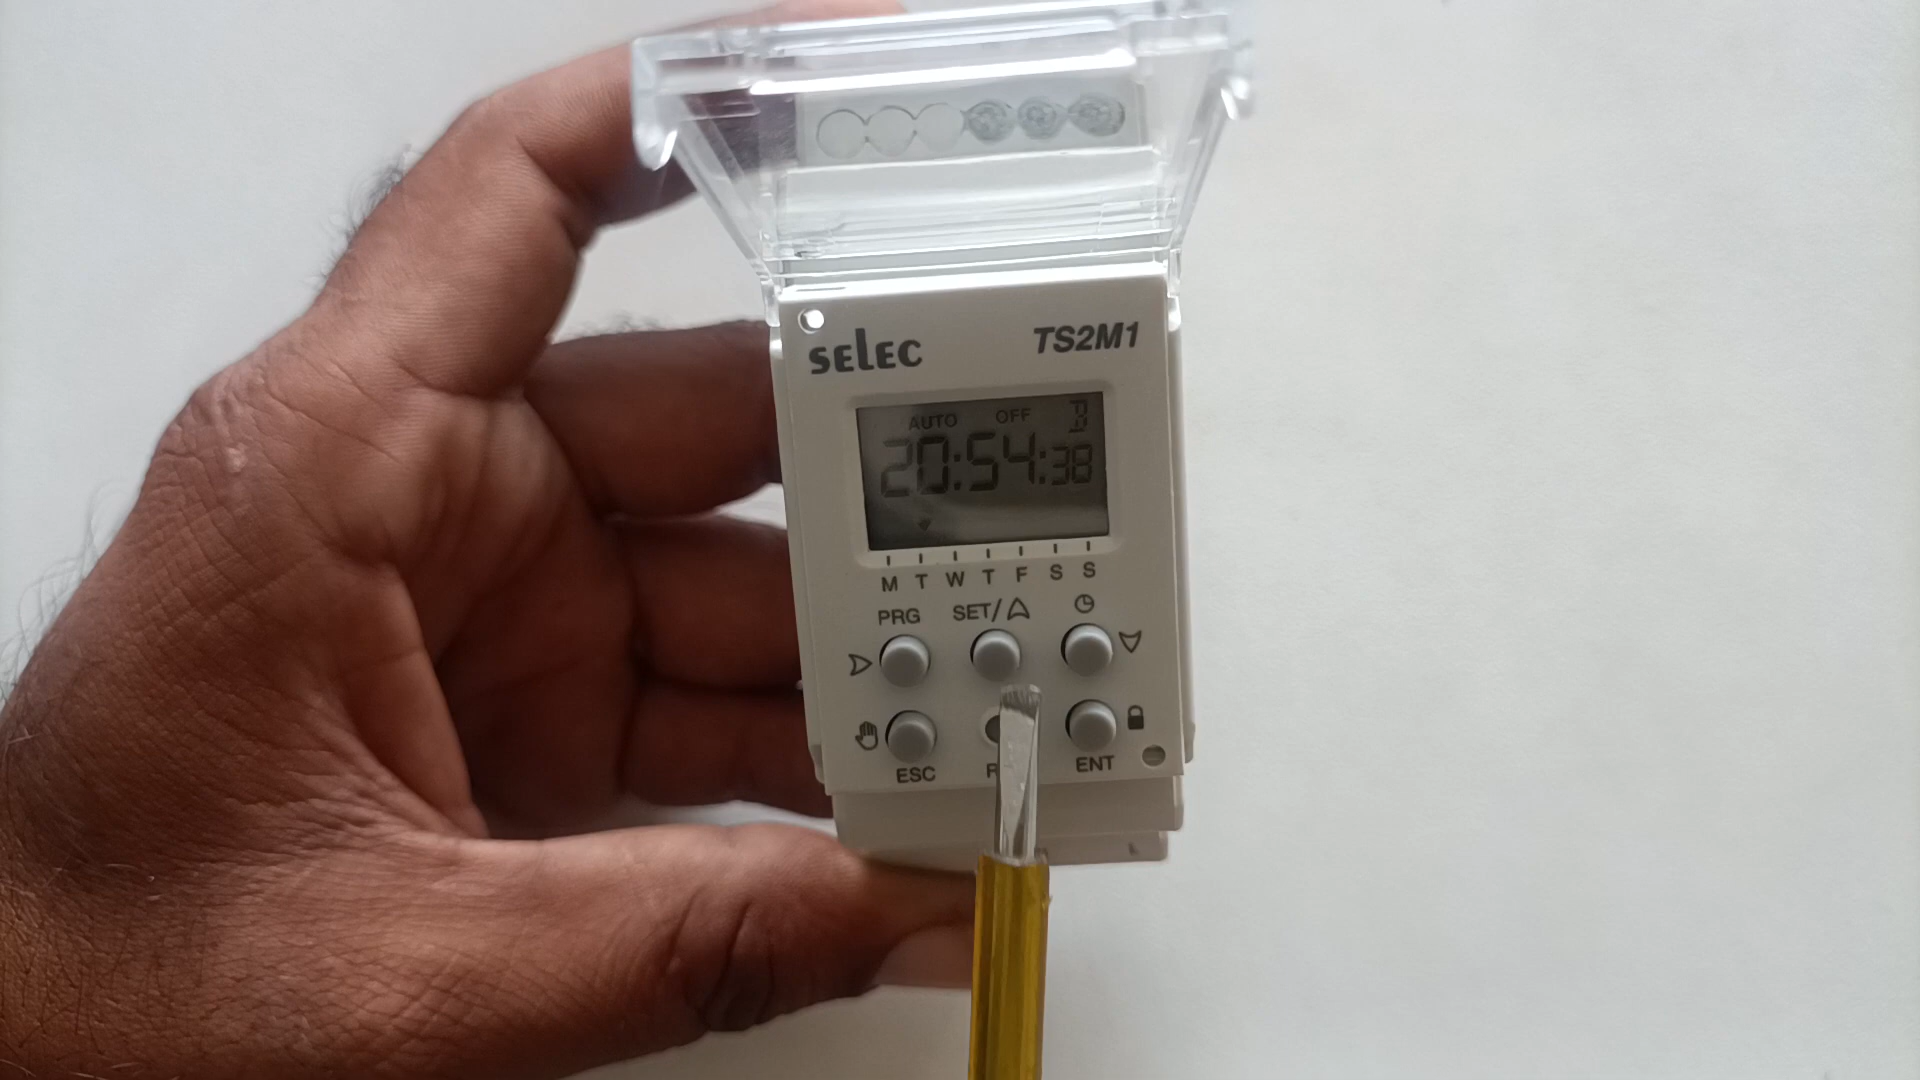 selec TS2M1
AUTO OFF
20:54:38
M T W T F S S
PRG SET/
ESC ENT